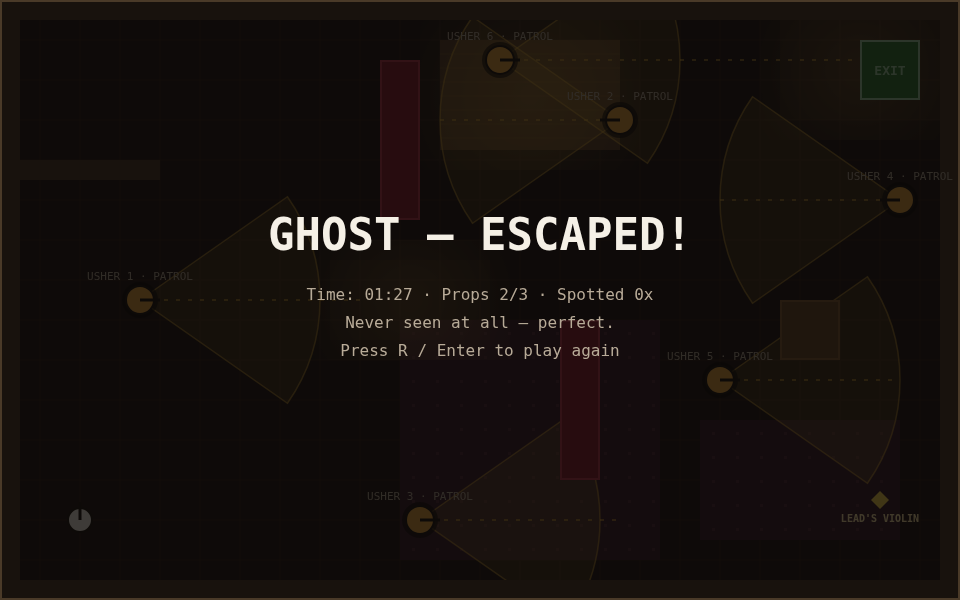 USHER 6 · PATROL
EXIT
USHER 2 · PATROL
USHER 4 · PATROL
GHOST — ESCAPED!
USHER 1 · PATROL
Time: 01:27 · Props 2/3 · Spotted 0x
Never seen at all — perfect.
Press R / Enter to play again
USHER 5 · PATROL
USHER 3 · PATROL
LEAD'S VIOLIN